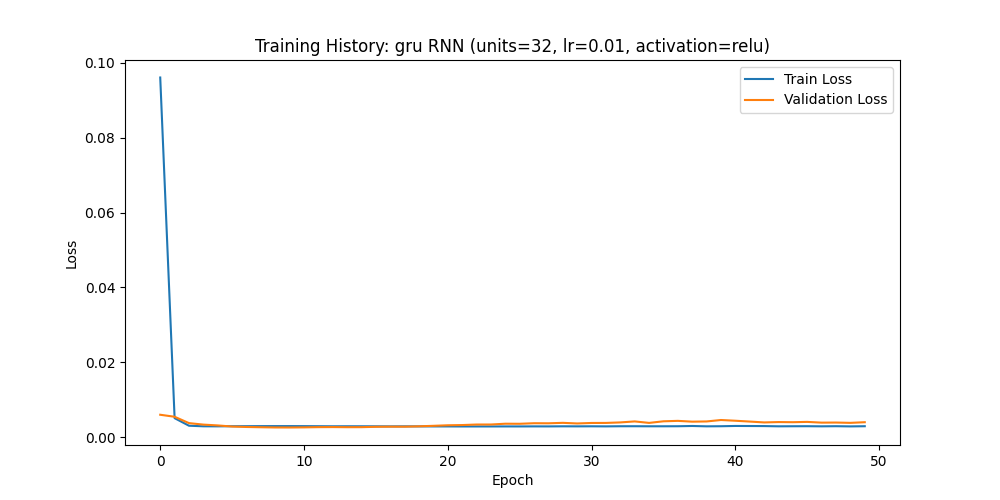 Training History: gru RNN (units=32, lr=0.01, activation=relu)
Train Loss
Validation Loss
0.10
0.08
0.06
0.04
0.02
0.00
Loss
0
10
20
30
40
50
Epoch